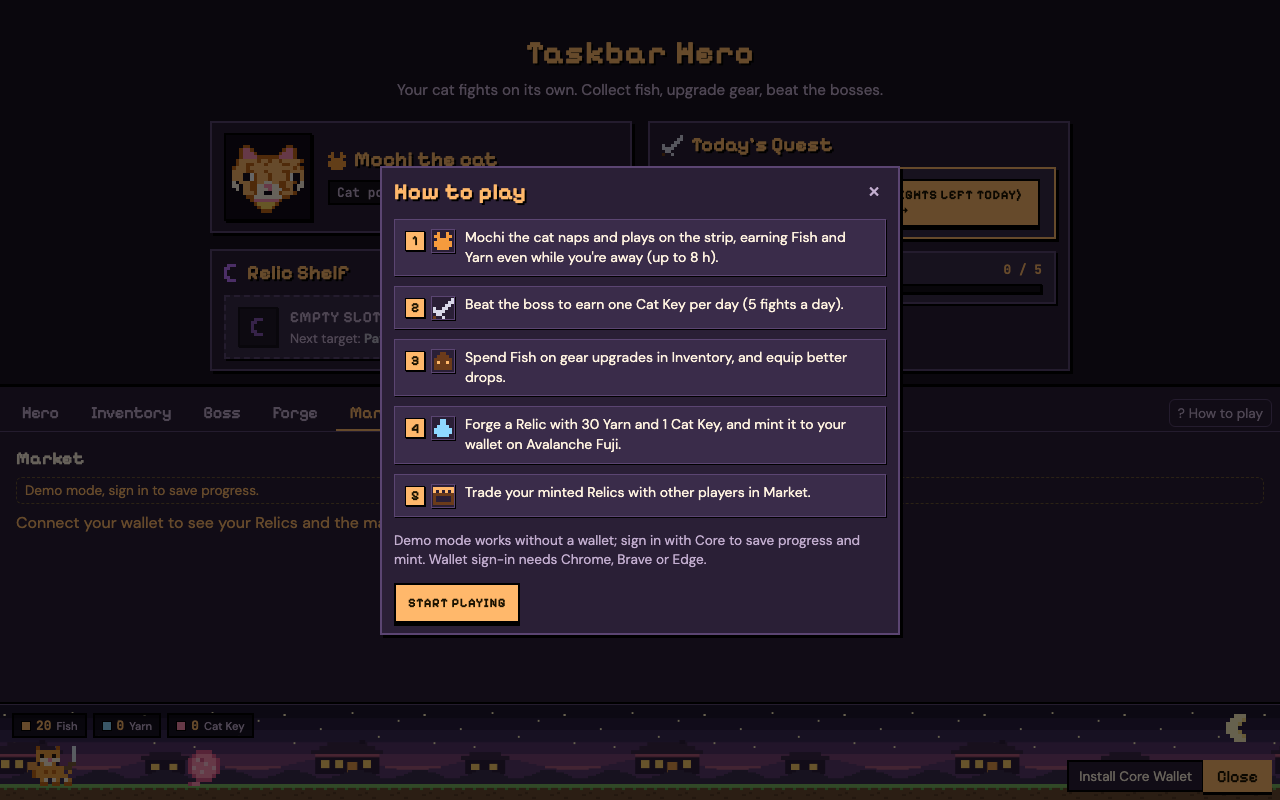 Taskbar Hero
Your cat fights on its own. Collect fish, upgrade gear, beat the bosses.
Mochi the cat
Cat po
Today's Quest
GHTS LEFT TODAY)
0 / 5
Relic Shelf
EMPTY SLOT
Next target: Pa
How to play
×
1 Mochi the cat naps and plays on the strip, earning Fish and
Yarn even while you're away (up to 8 h).
2 Beat the boss to earn one Cat Key per day (5 fights a day).
3 Spend Fish on gear upgrades in Inventory, and equip better
drops.
4 Forge a Relic with 30 Yarn and 1 Cat Key, and mint it to your
wallet on Avalanche Fuji.
5 Trade your minted Relics with other players in Market.
Demo mode works without a wallet; sign in with Core to save progress and
mint. Wallet sign-in needs Chrome, Brave or Edge.
START PLAYING
Hero Inventory Boss Forge Mar
? How to play
Market
Demo mode, sign in to save progress.
Connect your wallet to see your Relics and the ma
20 Fish 0 Yarn 0 Cat Key
Install Core Wallet Close